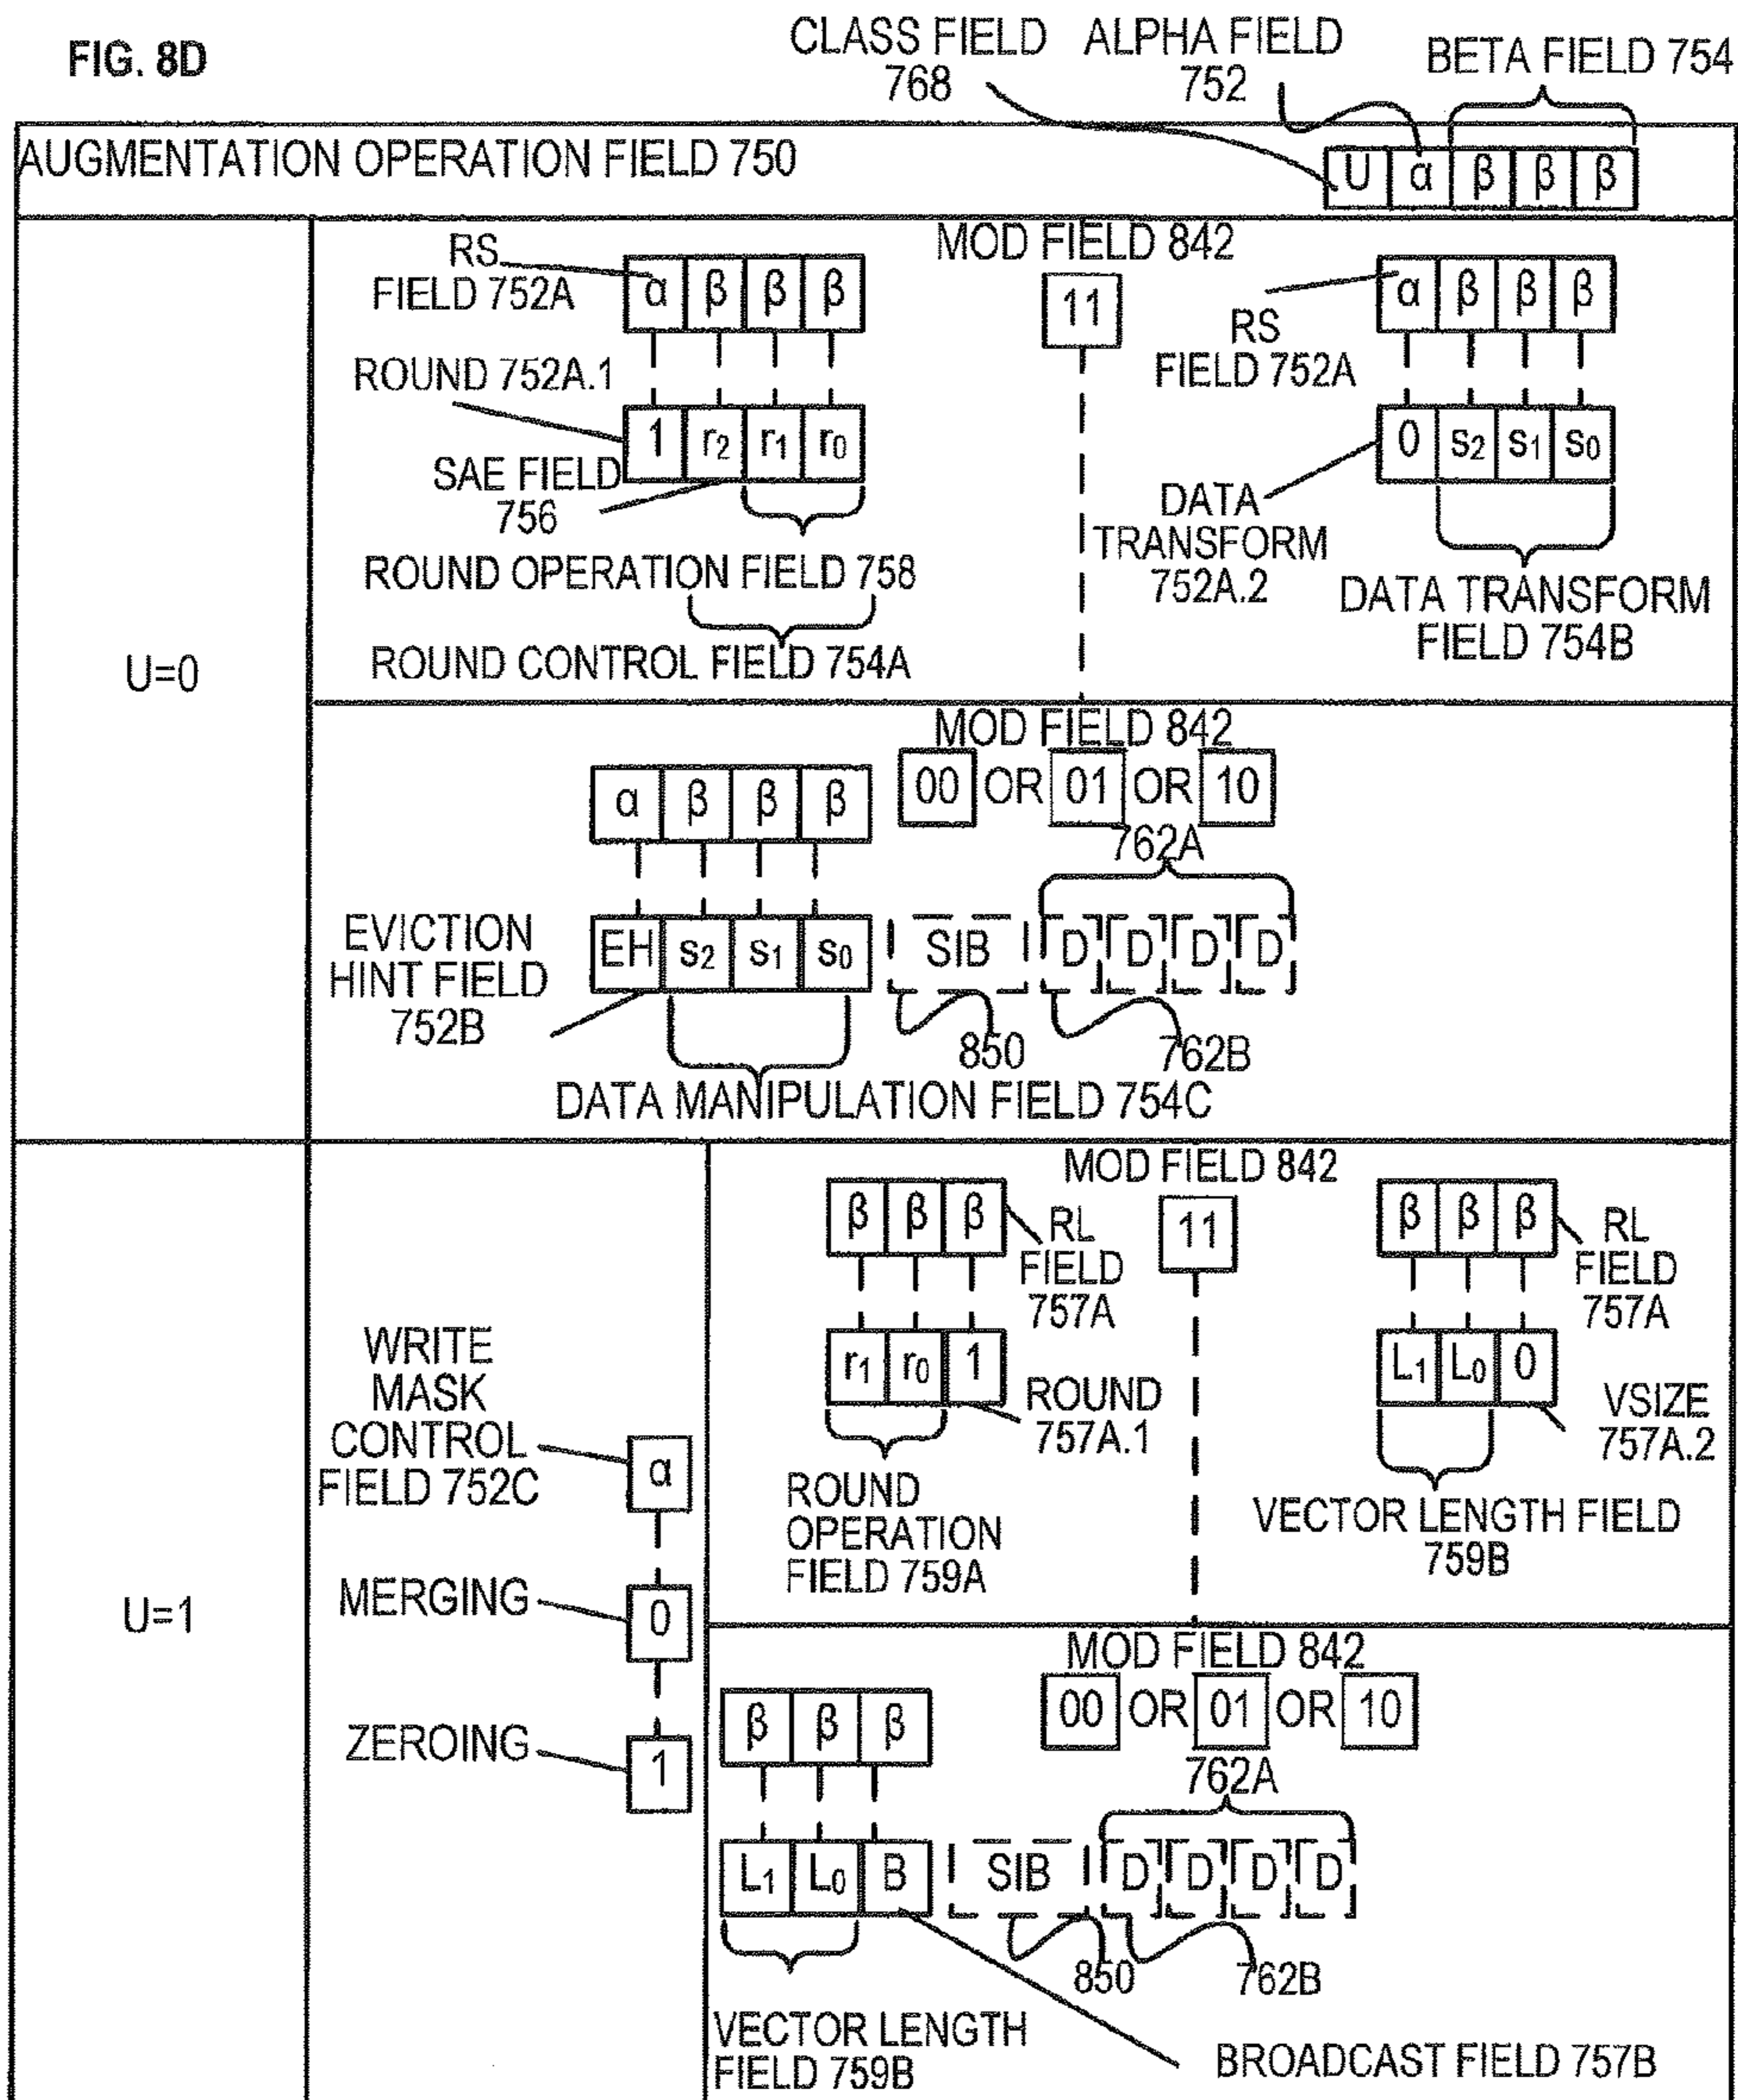 FIG. 8D
CLASS FIELD
768
ALPHA FIELD
752
BETA FIELD 754
AUGMENTATION OPERATION FIELD 750
U α β β β
U=0
RS
FIELD 752A
α β β β
ROUND 752A.1
1 r2 r1 r0
SAE FIELD
756
ROUND OPERATION FIELD 758
ROUND CONTROL FIELD 754A
MOD FIELD 842
11
α β β β
RS
FIELD 752A
0 s2 s1 s0
DATA
TRANSFORM
752A.2
DATA TRANSFORM
FIELD 754B
MOD FIELD 842
00 OR 01 OR 10
α β β β
762A
EVICTION
HINT FIELD
752B
EH s2 s1 s0 SIB D D D D
850
762B
DATA MANIPULATION FIELD 754C
U=1
WRITE
MASK
CONTROL
FIELD 752C
α
MERGING
0
ZEROING
1
MOD FIELD 842
11
β β β
RL
FIELD
757A
r1 r0 1
ROUND
757A.1
ROUND
OPERATION
FIELD 759A
β β β
RL
FIELD
757A
L1 L0 0
VSIZE
757A.2
VECTOR LENGTH FIELD
759B
MOD FIELD 842
00 OR 01 OR 10
β β β
762A
L1 L0 B SIB D D D D
850
762B
VECTOR LENGTH
FIELD 759B
BROADCAST FIELD 757B